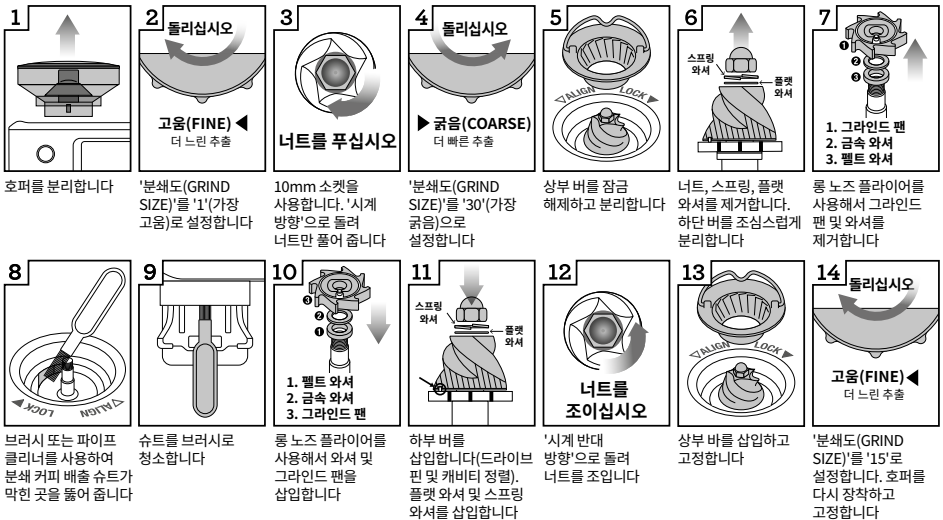 1
호퍼를 분리합니다
2
돌리십시오
고움(FINE) ◀
더 느린 추출
'분쇄도(GRIND
SIZE)'를 '1'(가장
고움)로 설정합니다
3
너트를 푸십시오
10mm 소켓을
사용합니다. '시계
방향'으로 돌려
너트만 풀어 줍니다
4
돌리십시오
▶ 굵음(COARSE)
더 빠른 추출
'분쇄도(GRIND
SIZE)'를 '30'(가장
굵음)으로
설정합니다
5
▽ALIGN LOCK▼
상부 버를 잠금
해제하고 분리합니다
6
스프링
와셔
플랫
와셔
너트, 스프링, 플랫
와셔를 제거합니다.
하단 버를 조심스럽게
분리합니다
7
❶
❷
❸
1. 그라인드 팬
2. 금속 와셔
3. 펠트 와셔
롱 노즈 플라이어를
사용해서 그라인드
팬 및 와셔를
제거합니다
8
▼LOCK ▽ALIGN
브러시 또는 파이프
클리너를 사용하여
분쇄 커피 배출 슈트가
막힌 곳을 뚫어 줍니다
9
슈트를 브러시로
청소합니다
10
❸
❷
❶
1. 펠트 와셔
2. 금속 와셔
3. 그라인드 팬
롱 노즈 플라이어를
사용해서 와셔 및
그라인드 팬을
삽입합니다
11
스프링
와셔
플랫
와셔
하부 버를
삽입합니다(드라이브
핀 및 캐비티 정렬).
플랫 와셔 및 스프링
와셔를 삽입합니다
12
너트를
조이십시오
'시계 반대
방향'으로 돌려
너트를 조입니다
13
▽ALIGN LOCK▼
상부 바를 삽입하고
고정합니다
14
돌리십시오
고움(FINE)◀
더 느린 추출
'분쇄도(GRIND
SIZE)'를 '15'로
설정합니다. 호퍼를
다시 장착하고
고정합니다